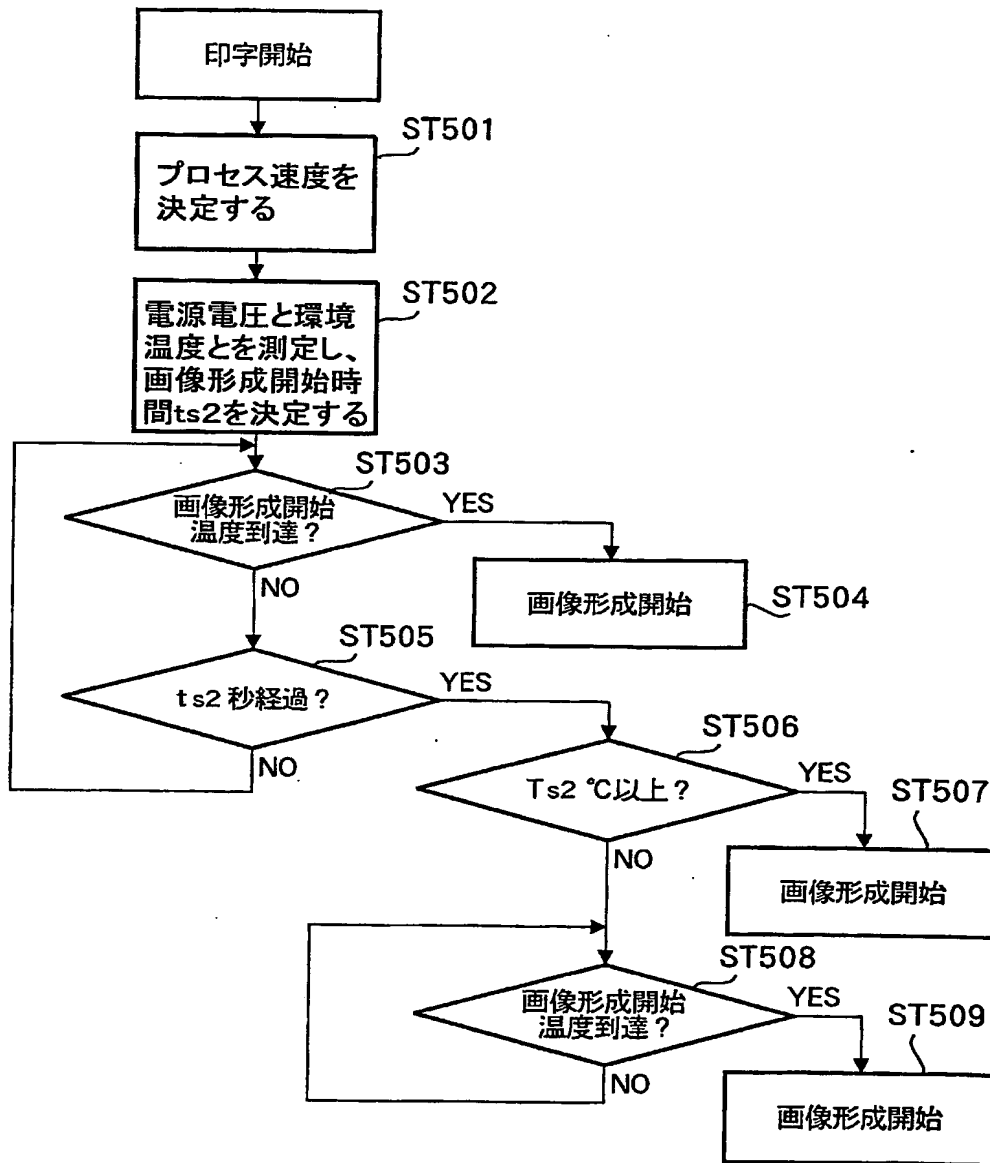 印字開始
ST501
プロセス速度を
決定する
ST502
電源電圧と環境
温度とを測定し、
画像形成開始時
間ts2を決定する
ST503
画像形成開始
温度到達？
YES
NO
画像形成開始
ST504
ST505
ts2 秒経過？
YES
NO
ST506
Ts2 ℃以上？
YES
NO
ST507
画像形成開始
ST508
画像形成開始
温度到達？
YES
NO
ST509
画像形成開始